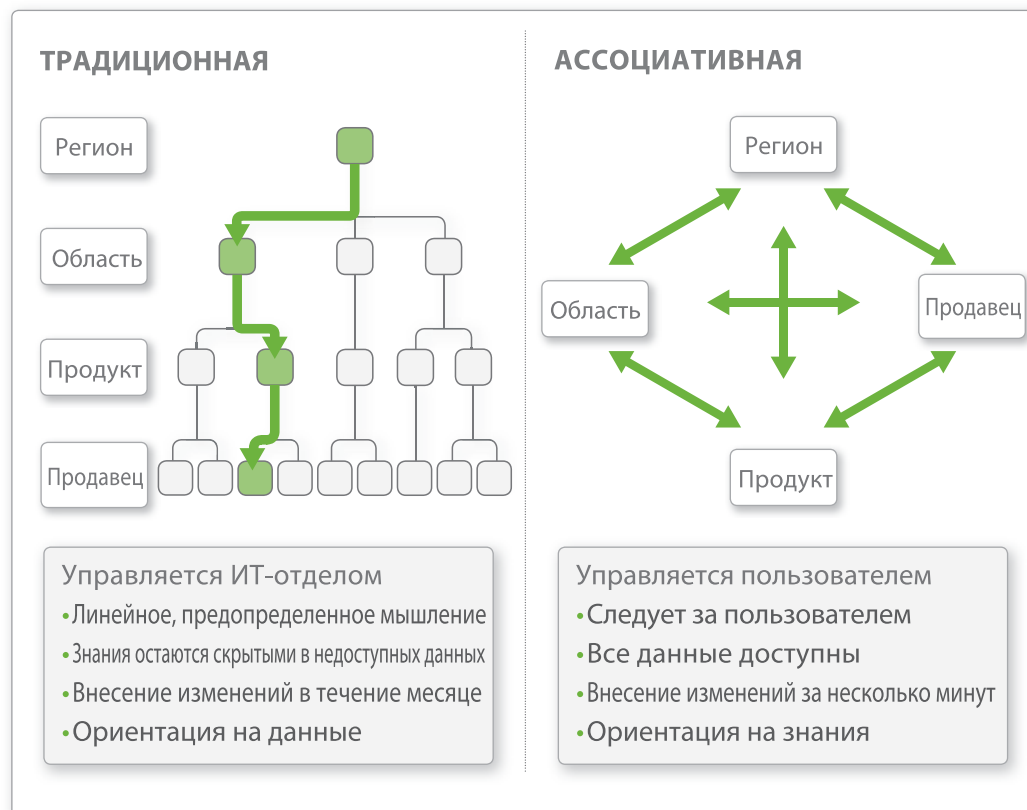 ТРАДИЦИОННАЯ
Регион
Область
Продукт
Продавец
Управляется ИТ-отделом
•Линейное, предопределенное мышление
•Знания остаются скрытыми в недоступных данных
•Внесение изменений в течение месяце
•Ориентация на данные
АССОЦИАТИВНАЯ
Регион
Область
Продавец
Продукт
Управляется пользователем
•Следует за пользователем
•Все данные доступны
•Внесение изменений за несколько минут
•Ориентация на знания